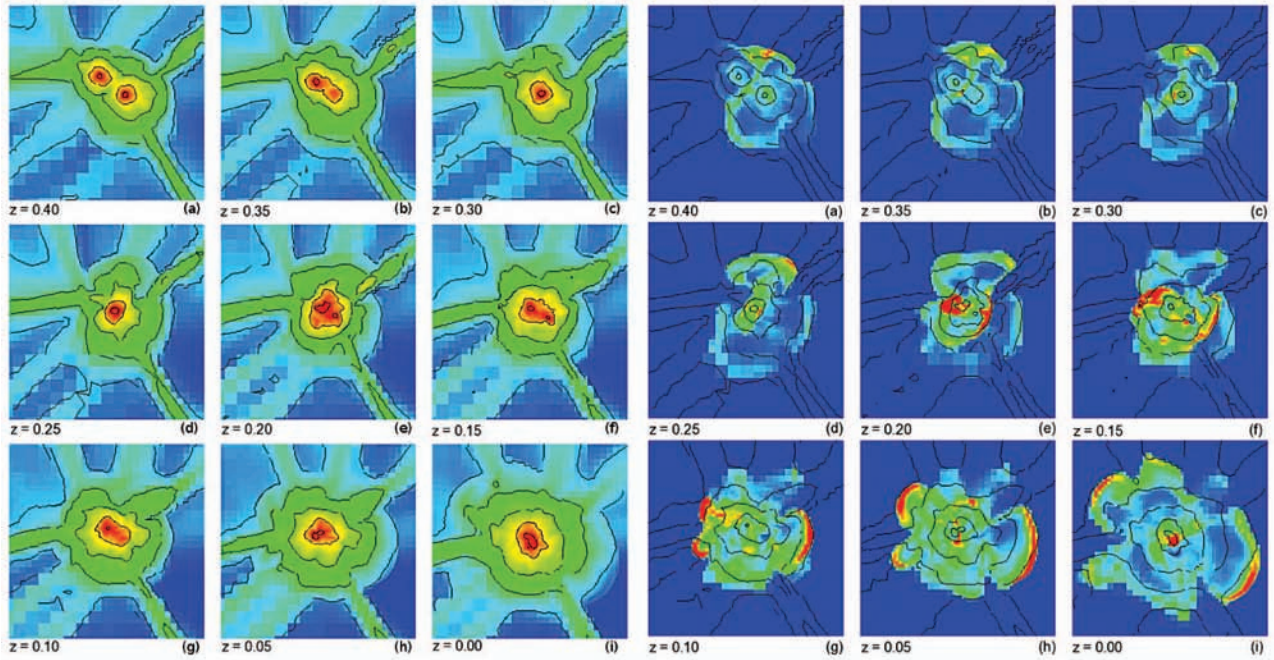 z = 0.40 (a) z = 0.35 (b) z = 0.30 (c) z = 0.40 (a) z = 0.35 (b) z = 0.30 (c)
z = 0.25 (d) z = 0.20 (e) z = 0.15 (f) z = 0.25 (d) z = 0.20 (e) z = 0.15 (f)
z = 0.10 (g) z = 0.05 (h) z = 0.00 (i) z = 0.10 (g) z = 0.05 (h) z = 0.00 (i)